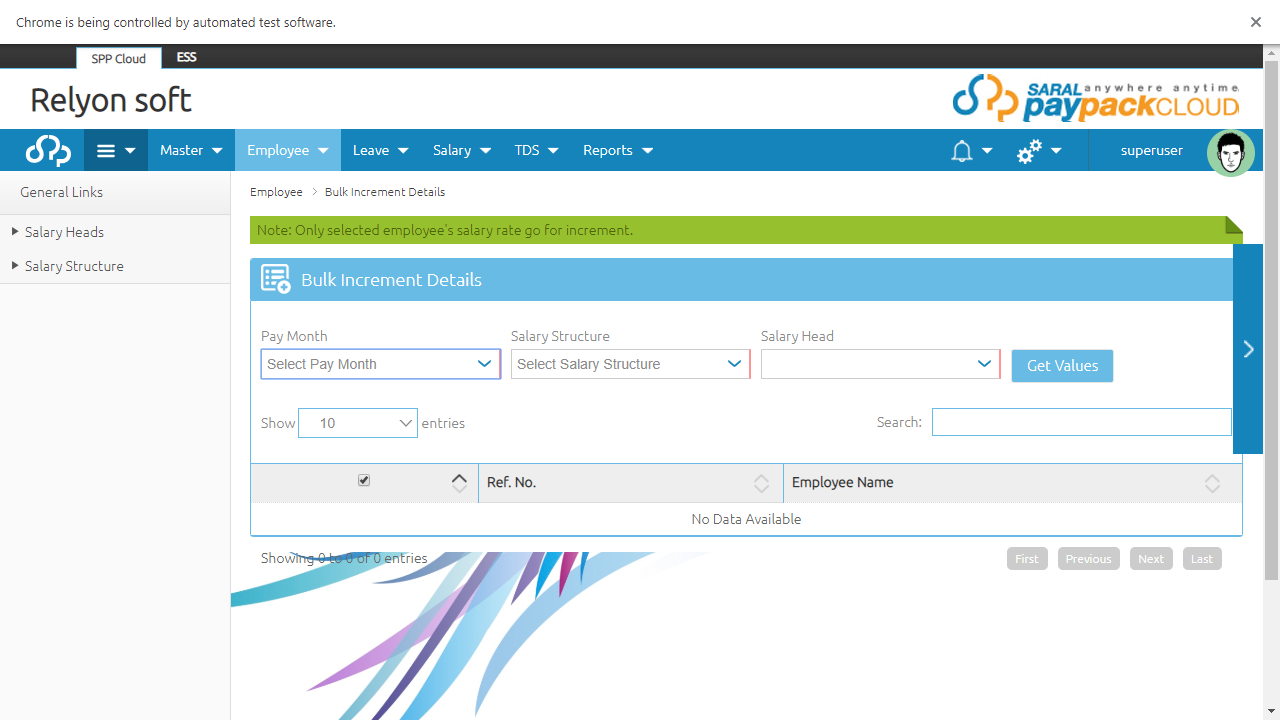 Chrome is being controlled by automated test software.
SPP Cloud
ESS
Relyon soft
SARAL anywhere anytime
paypackCLOUD
Master
Employee
Leave
Salary
TDS
Reports
superuser
General Links
Salary Heads
Salary Structure
Employee
Bulk Increment Details
Note: Only selected employee's salary rate go for increment.
Bulk Increment Details
Pay Month
Salary Structure
Salary Head
Select Pay Month
Select Salary Structure
Get Values
Show 10 entries
Search:
Ref. No.
Employee Name
No Data Available
Showing 0 to 0 of 0 entries
First
Previous
Next
Last